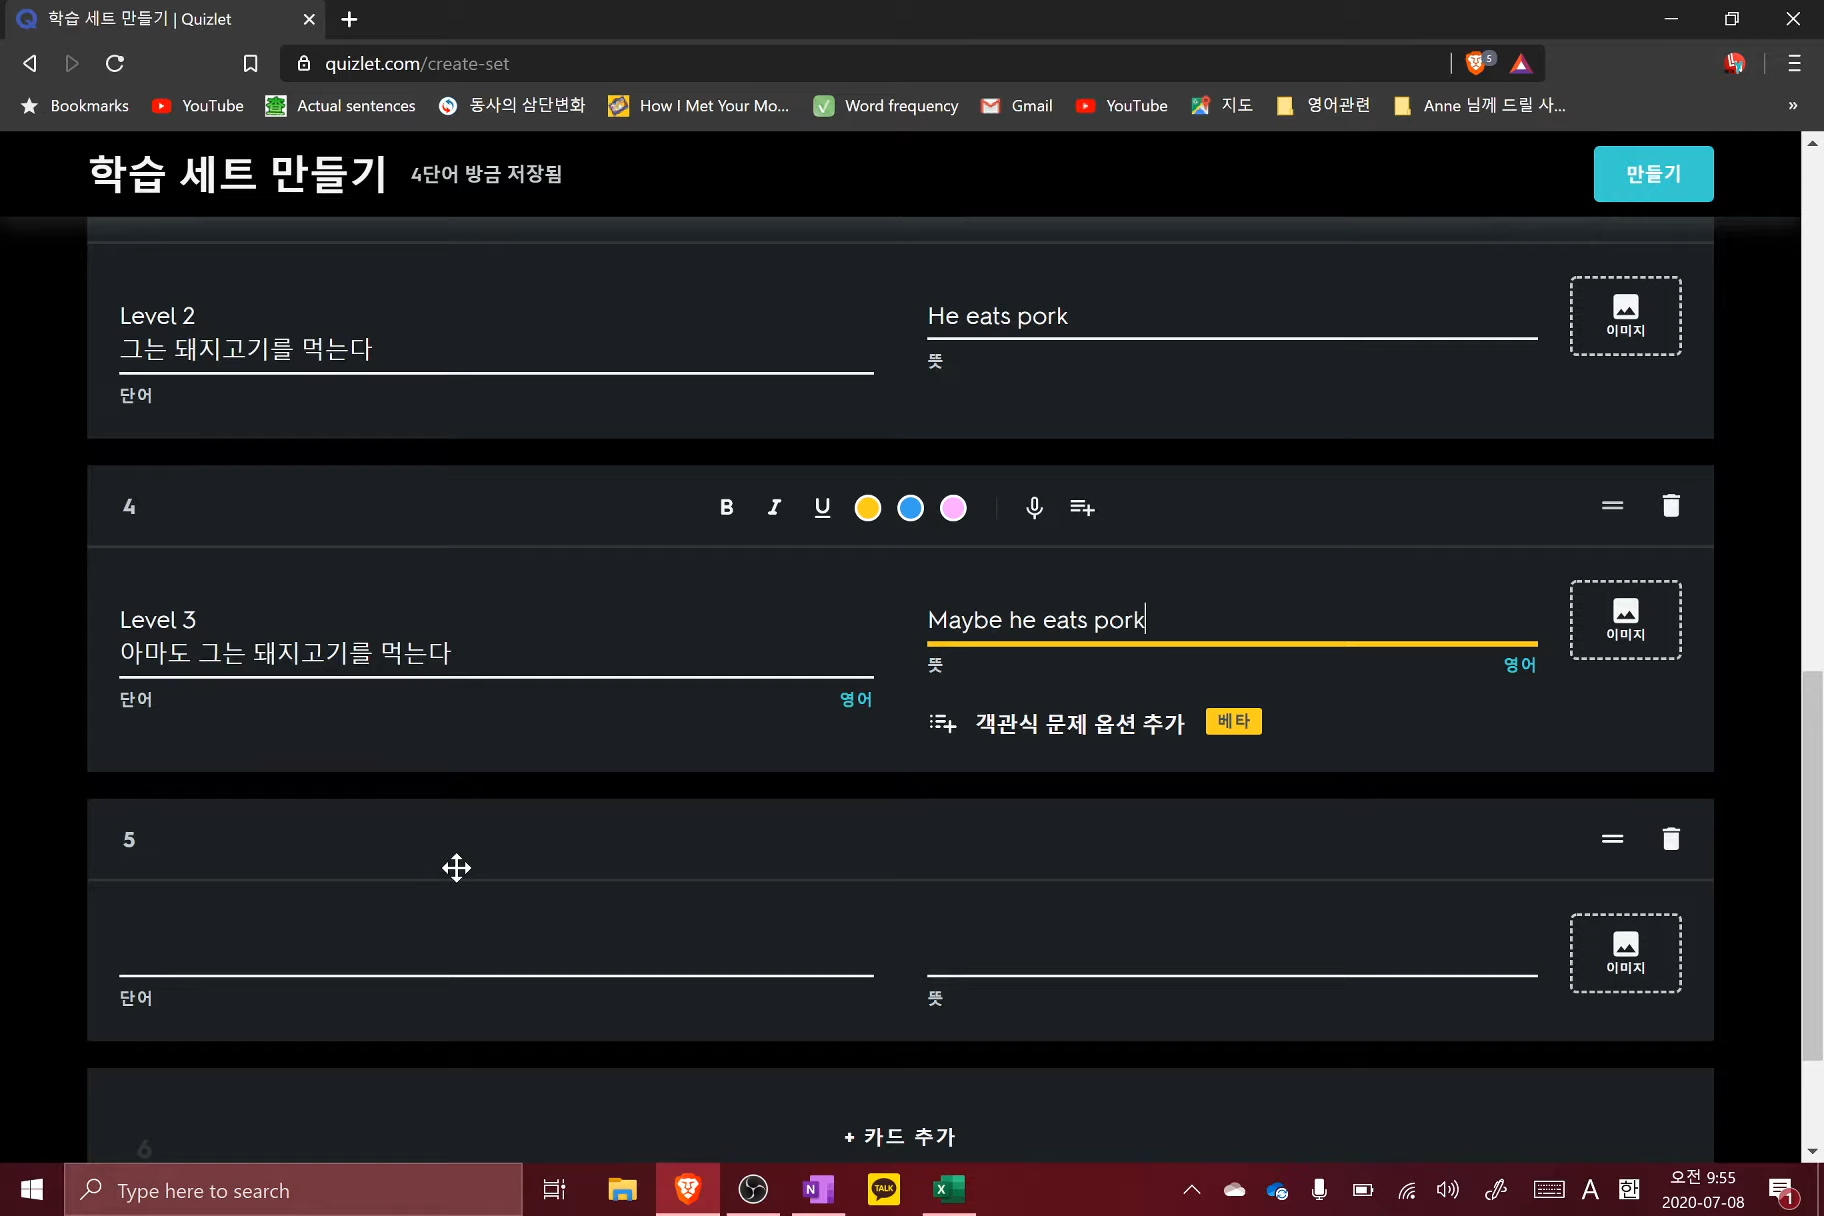 학습 세트 만들기 | Quizlet
quizlet.com/create-set
5
Bookmarks YouTube Actual sentences 동사의 삼단변화 How I Met Your Mo... Word frequency Gmail YouTube 지도 영어관련 Anne 님께 드릴 사... »
학습 세트 만들기 4단어 방금 저장됨 만들기
Level 2
그는 돼지고기를 먹는다
단어
He eats pork
뜻
이미지
4
B I U
Level 3
아마도 그는 돼지고기를 먹는다
단어 영어
Maybe he eats pork
뜻 영어
객관식 문제 옵션 추가 베타
이미지
5
단어
뜻
이미지
6
+ 카드 추가
Type here to search
N
TALK
X
A 한
오전 9:55
2020-07-08
1